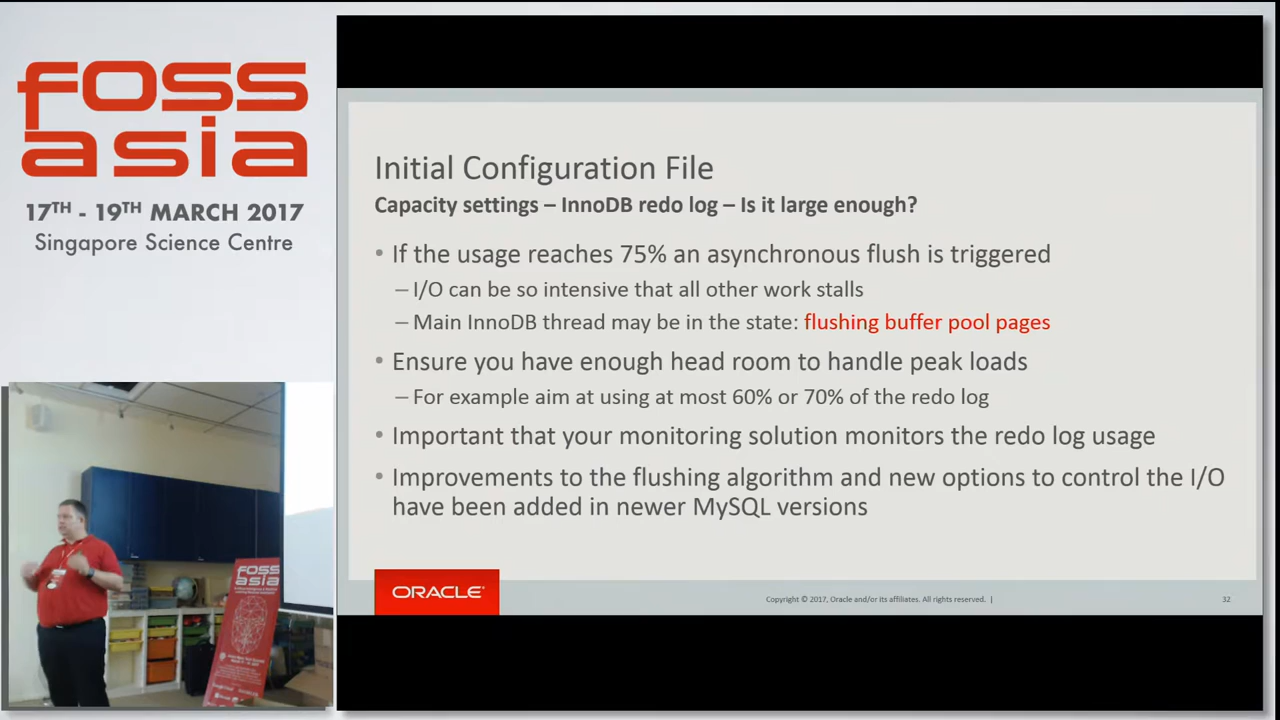 FOSS
ASIA
17TH - 19TH MARCH 2017
Singapore Science Centre
Initial Configuration File
Capacity settings – InnoDB redo log – Is it large enough?
• If the usage reaches 75% an asynchronous flush is triggered
– I/O can be so intensive that all other work stalls
– Main InnoDB thread may be in the state: flushing buffer pool pages
• Ensure you have enough head room to handle peak loads
– For example aim at using at most 60% or 70% of the redo log
• Important that your monitoring solution monitors the redo log usage
• Improvements to the flushing algorithm and new options to control the I/O
have been added in newer MySQL versions
ORACLE®
Copyright © 2017, Oracle and/or its affiliates. All rights reserved. |
32
FOSS
ASIA